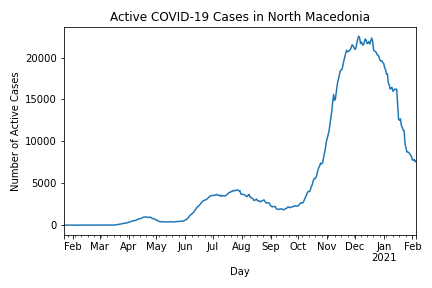 Active COVID-19 Cases in North Macedonia
Number of Active Cases
20000
15000
10000
5000
0
Feb Mar Apr May Jun Jul Aug Sep Oct Nov Dec Jan Feb
2021
Day